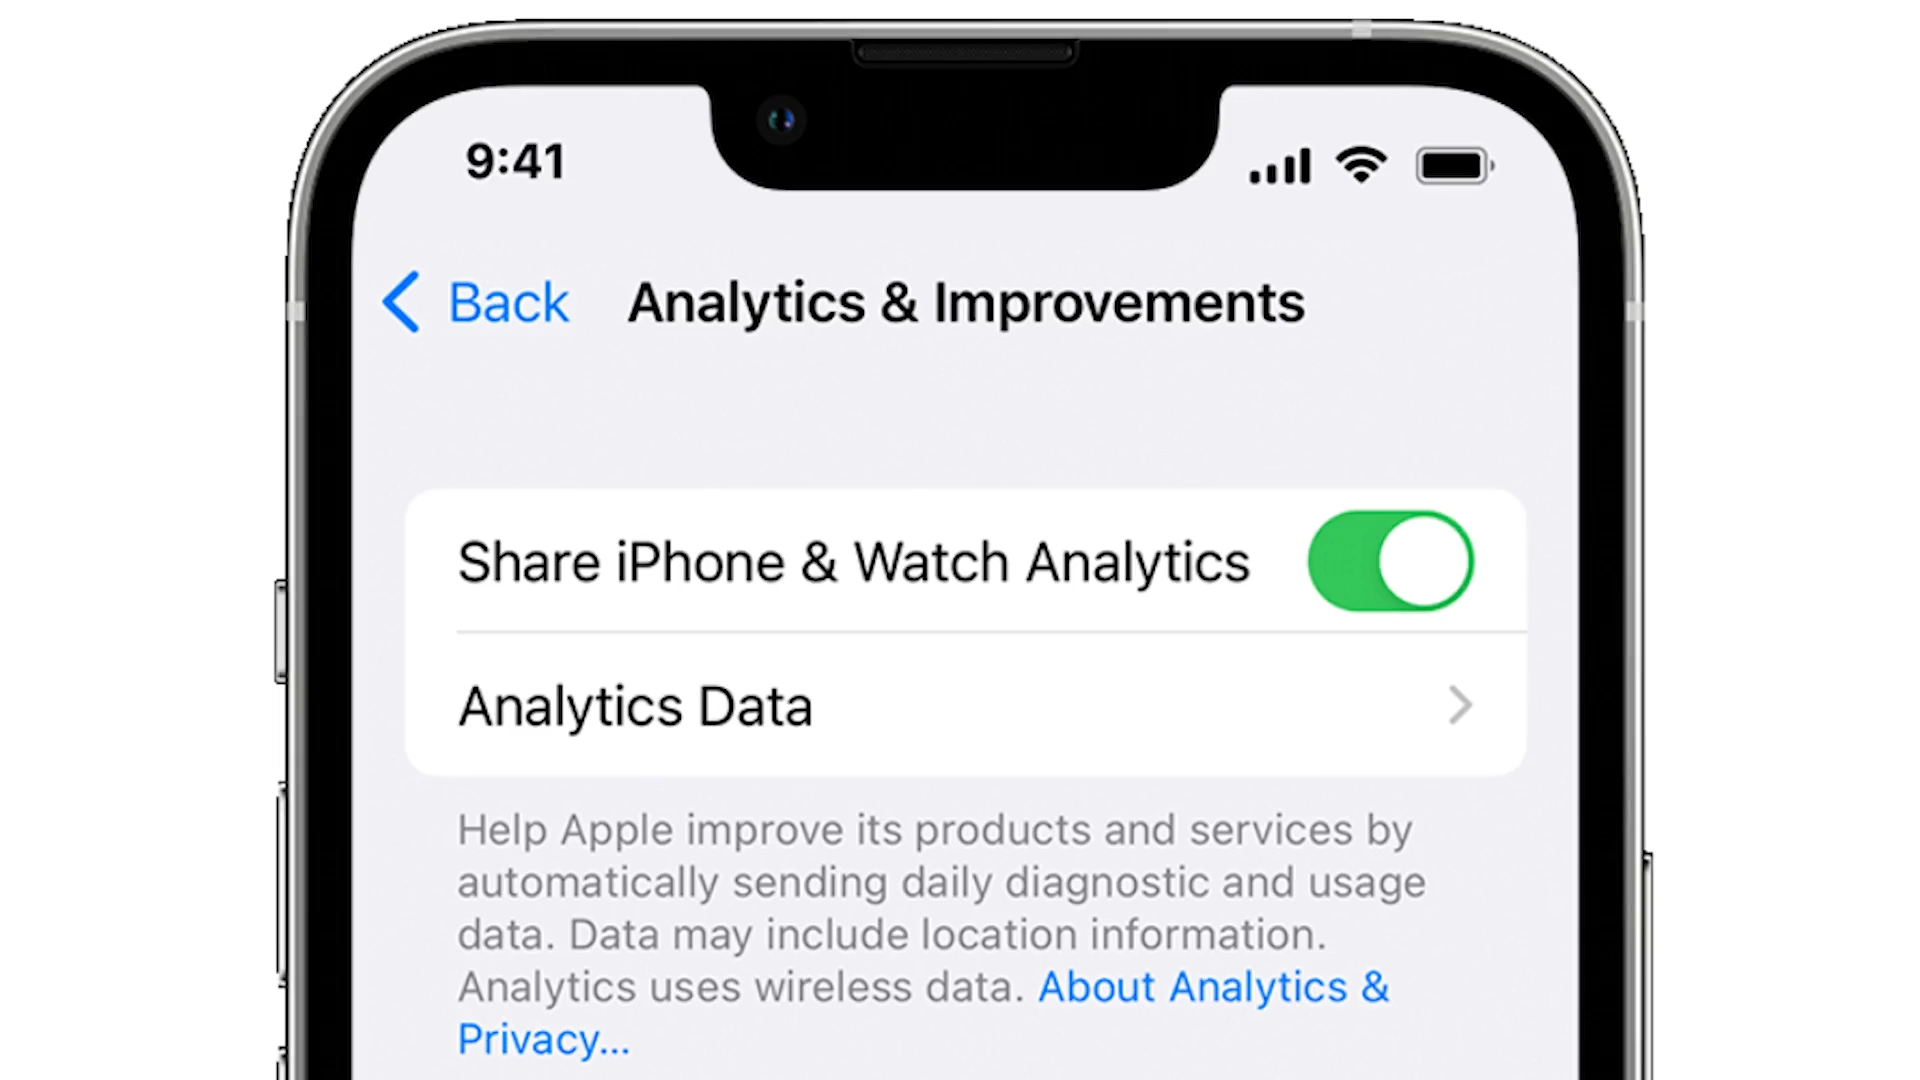 9:41
Back
Analytics & Improvements
Share iPhone & Watch Analytics
Analytics Data
Help Apple improve its products and services by
automatically sending daily diagnostic and usage
data. Data may include location information.
Analytics uses wireless data. About Analytics &
Privacy...